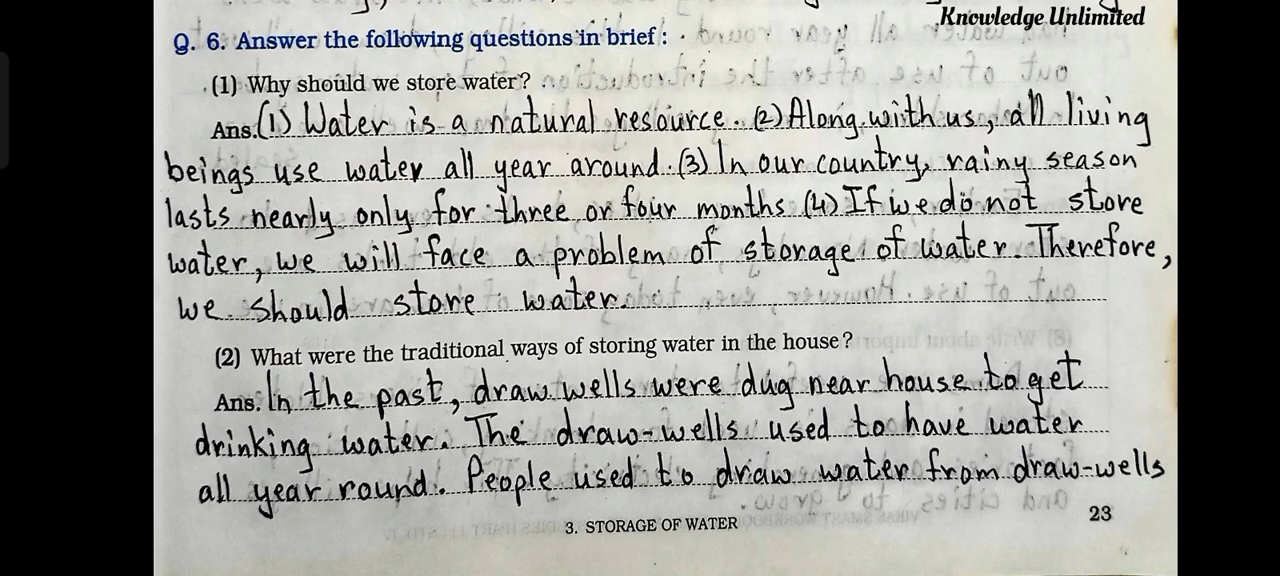 Knowledge Unlimited
Q. 6. Answer the following questions in brief :
(1) Why should we store water?
Ans. (1) Water is a natural resource. (2) Along with us, all living
beings use water all year around. (3) In our country, rainy season
lasts nearly only for three or four months (4) If we do not store
water, we will face a problem of storage of water. Therefore,
we should store water.
(2) What were the traditional ways of storing water in the house?
Ans. In the past, draw wells were dug near house to get
drinking water. The draw-wells used to have water
all year round. People used to draw water from draw-wells
3. STORAGE OF WATER
23